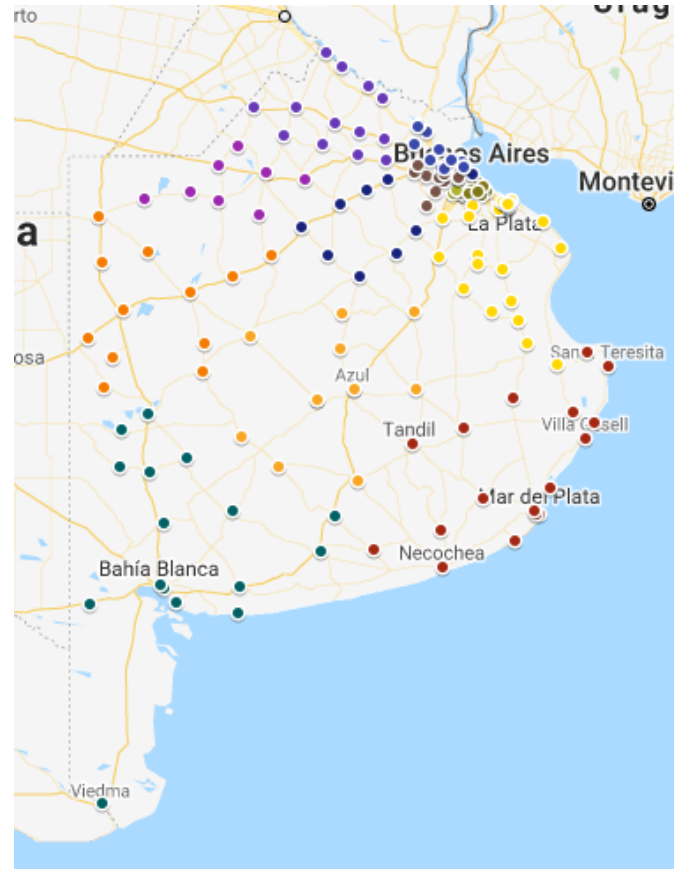 rto
Urug
Buenos Aires
Montevi
La Plata
a
osa
Santa Teresita
Azul
Villa Gesell
Tandil
Mar del Plata
Necochea
Bahía Blanca
Viedma